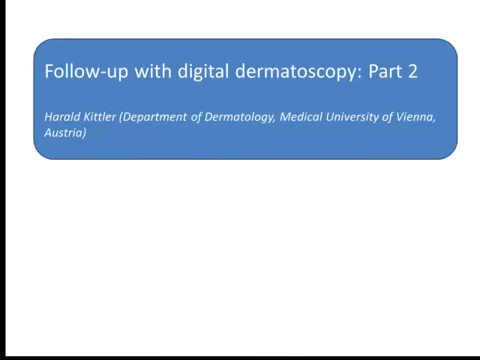 Follow-up with digital dermatoscopy: Part 2
Harald Kittler (Department of Dermatology, Medical University of Vienna,
Austria)